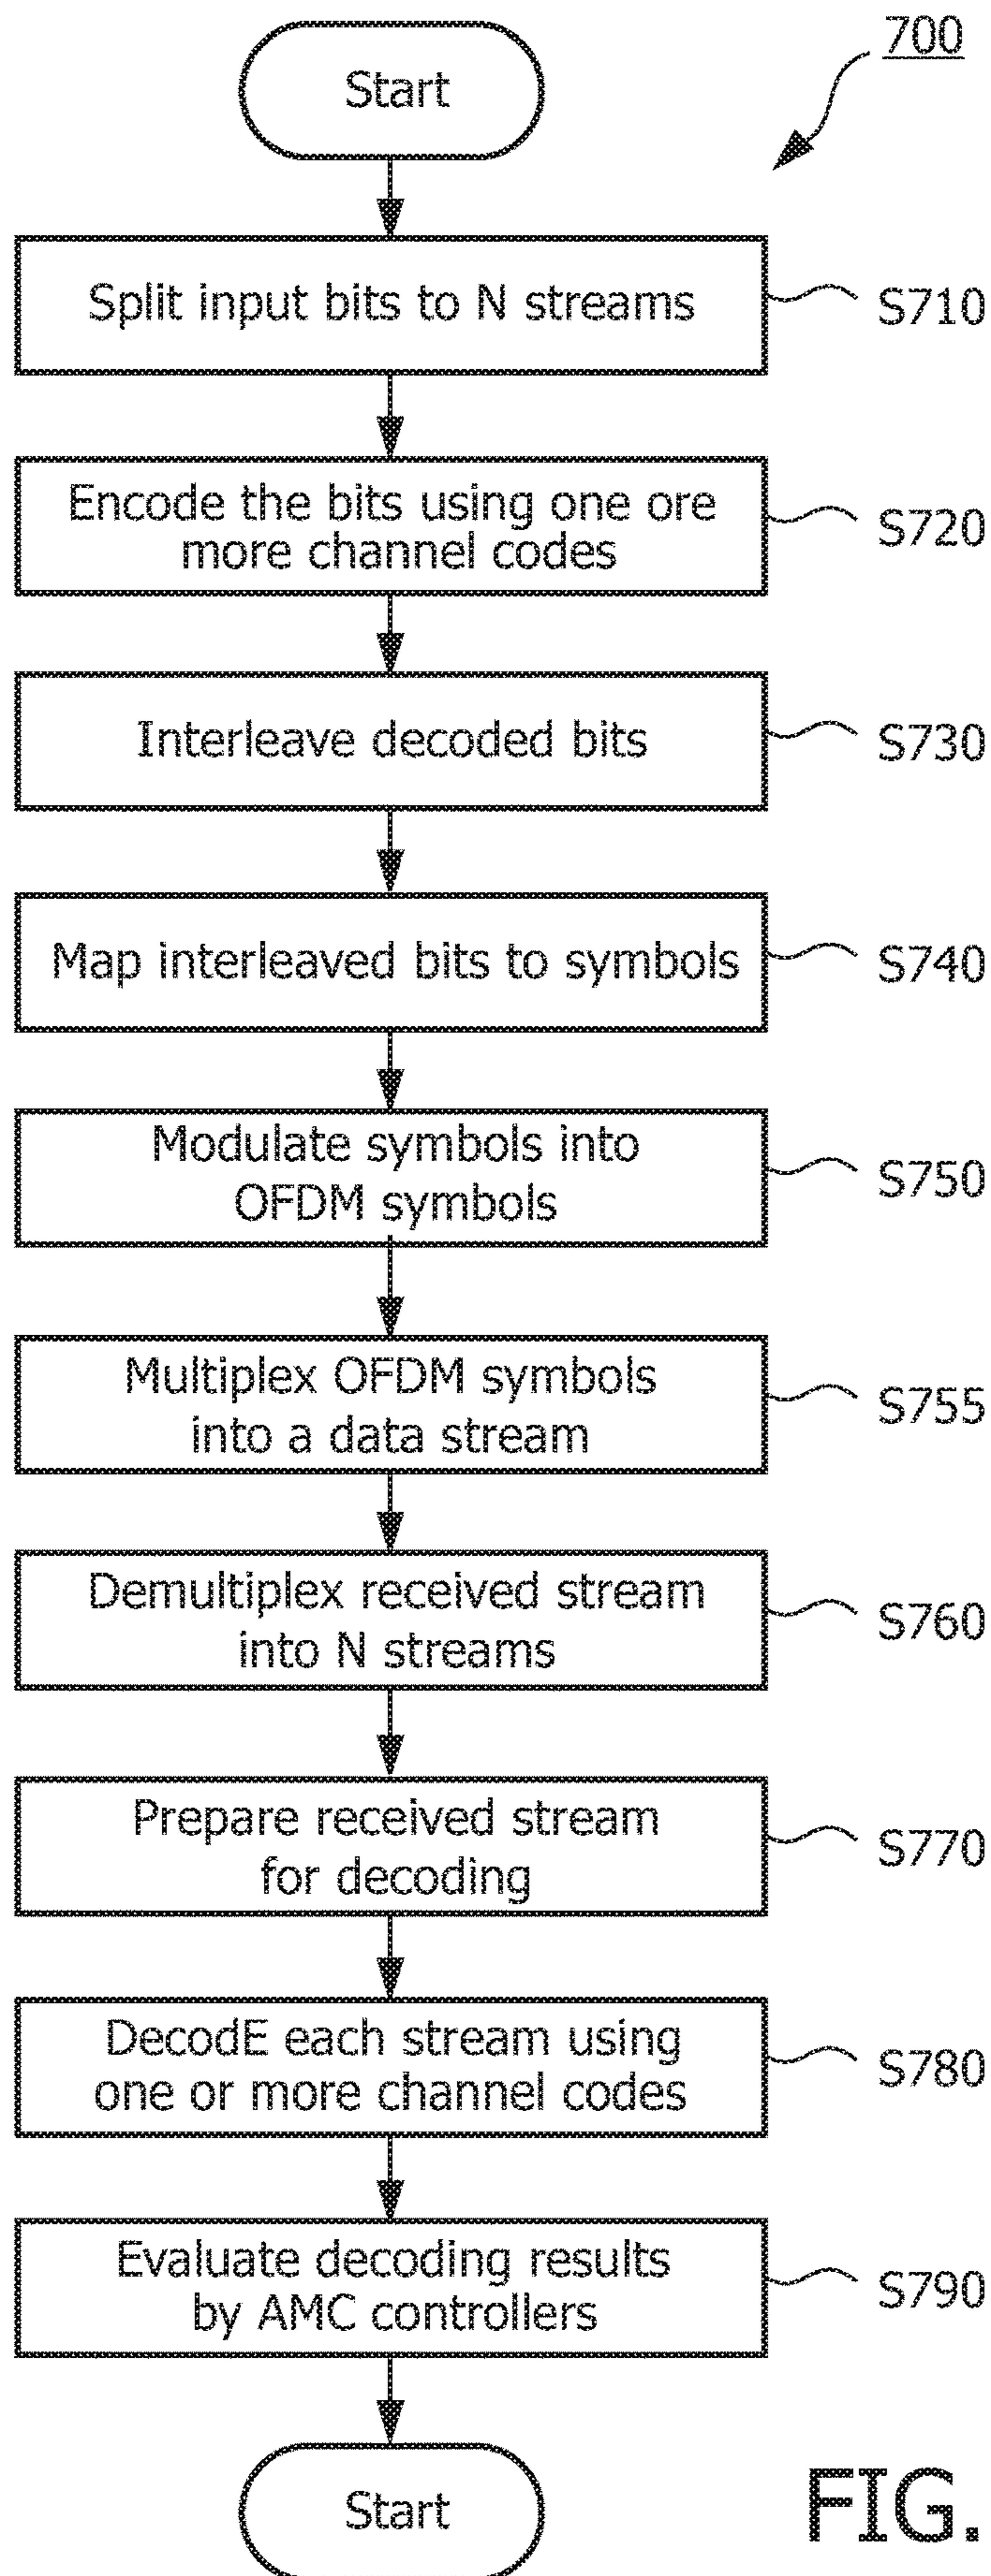 700
Start
Split input bits to N streams
S710
Encode the bits using one ore
more channel codes
S720
Interleave decoded bits
S730
Map interleaved bits to symbols
S740
Modulate symbols into
OFDM symbols
S750
Multiplex OFDM symbols
into a data stream
S755
Demultiplex received stream
into N streams
S760
Prepare received stream
for decoding
S770
DecodE each stream using
one or more channel codes
S780
Evaluate decoding results
by AMC controllers
S790
Start
FIG.